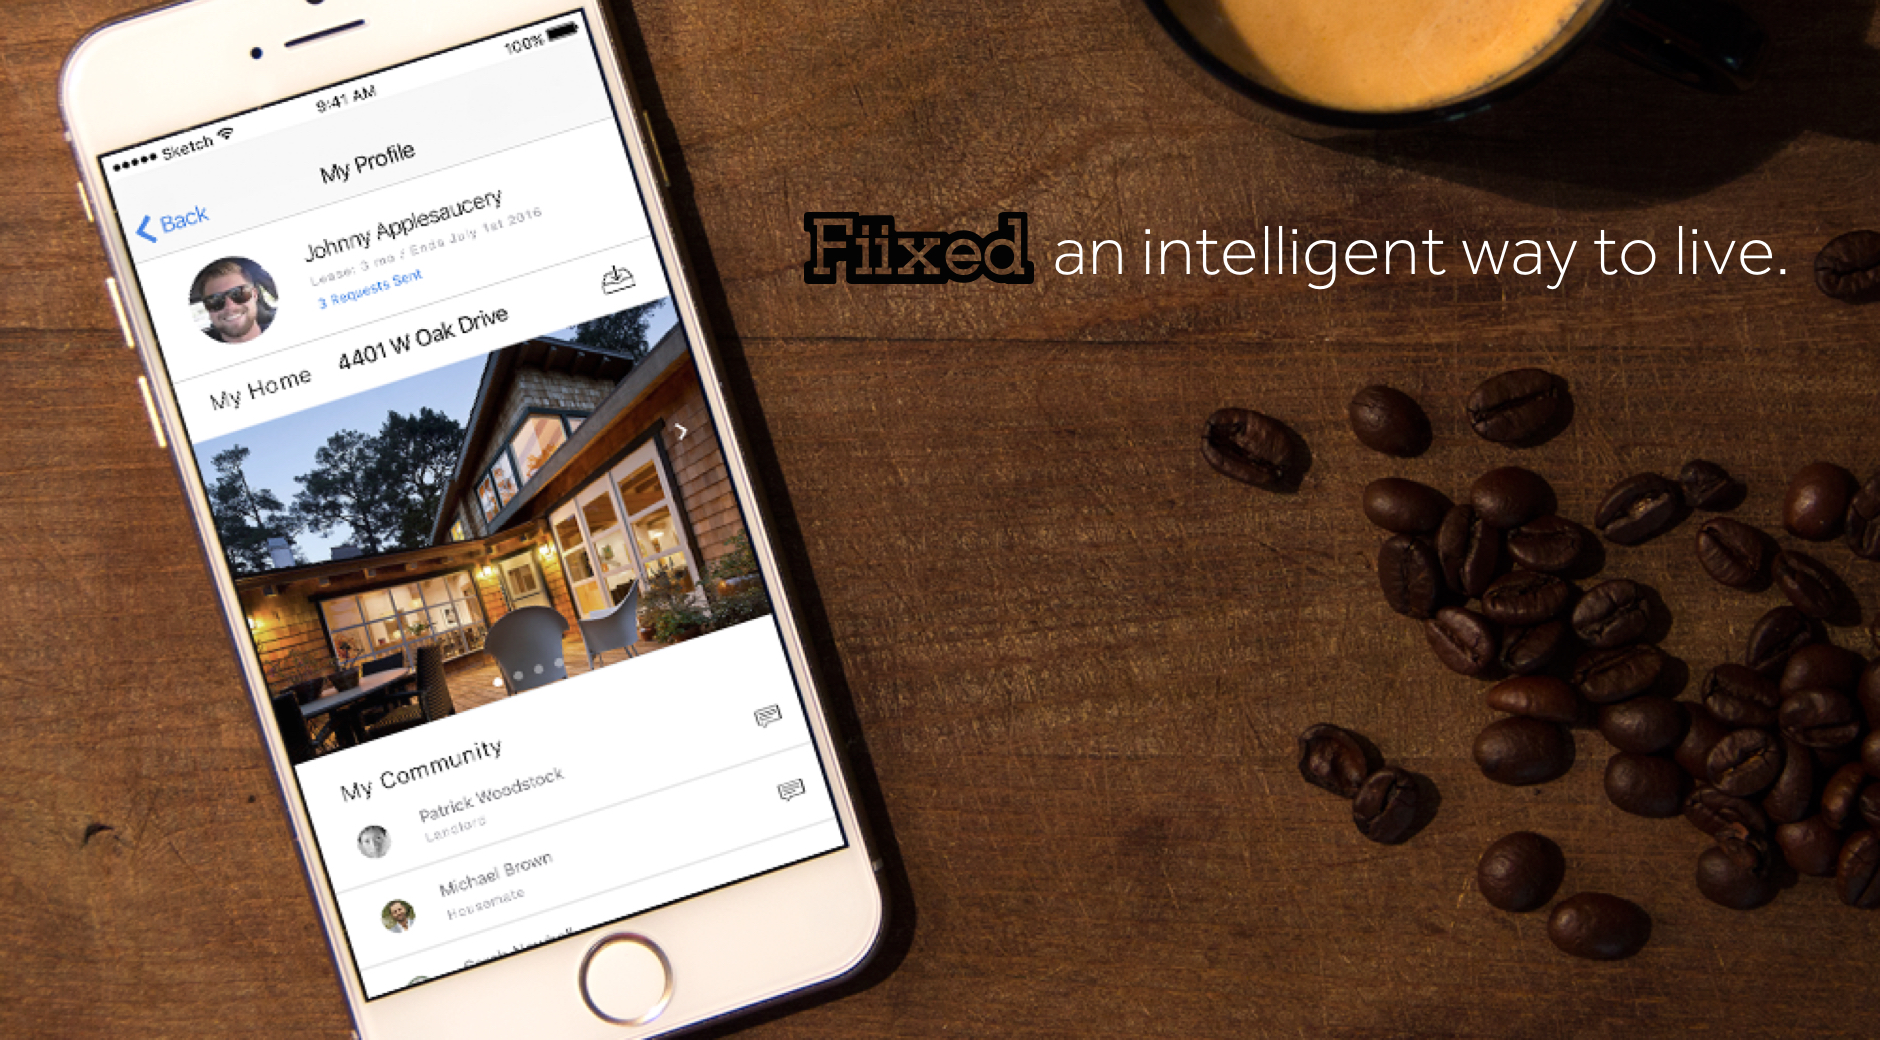 ●●●●● Sketch 9:41 AM 100%
Back My Profile
Johnny Applesaucery
Lease: 3 mo / Ends July 1st 2016
3 Requests Sent
My Home 4401 W Oak Drive
My Community
Patrick Woodstock
Landlord
Michael Brown
Housemate
Fiixed an intelligent way to live.